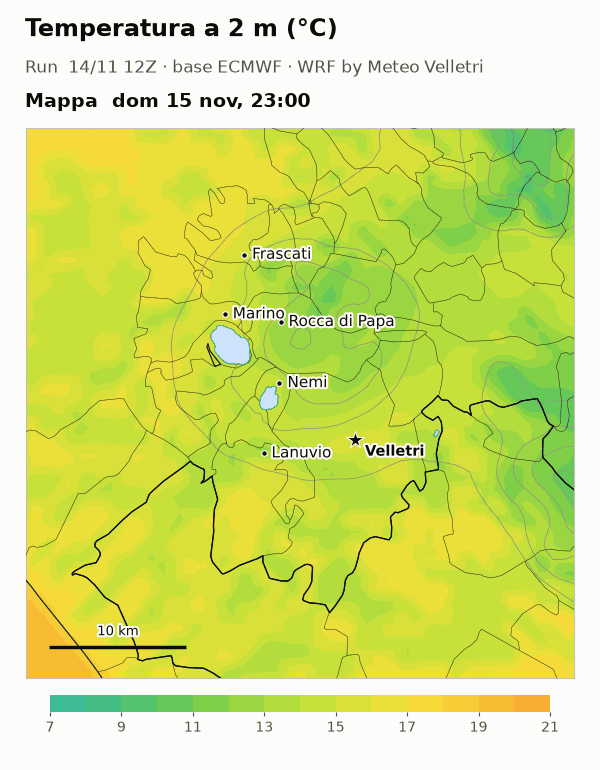 Temperatura a 2 m (°C)
Run  14/11 12Z · base ECMWF · WRF by Meteo Velletri
Mappa  dom 15 nov, 23:00
Frascati
Marino
Rocca di Papa
Nemi
Velletri
Lanuvio
10 km
7 9 11 13 15 17 19 21